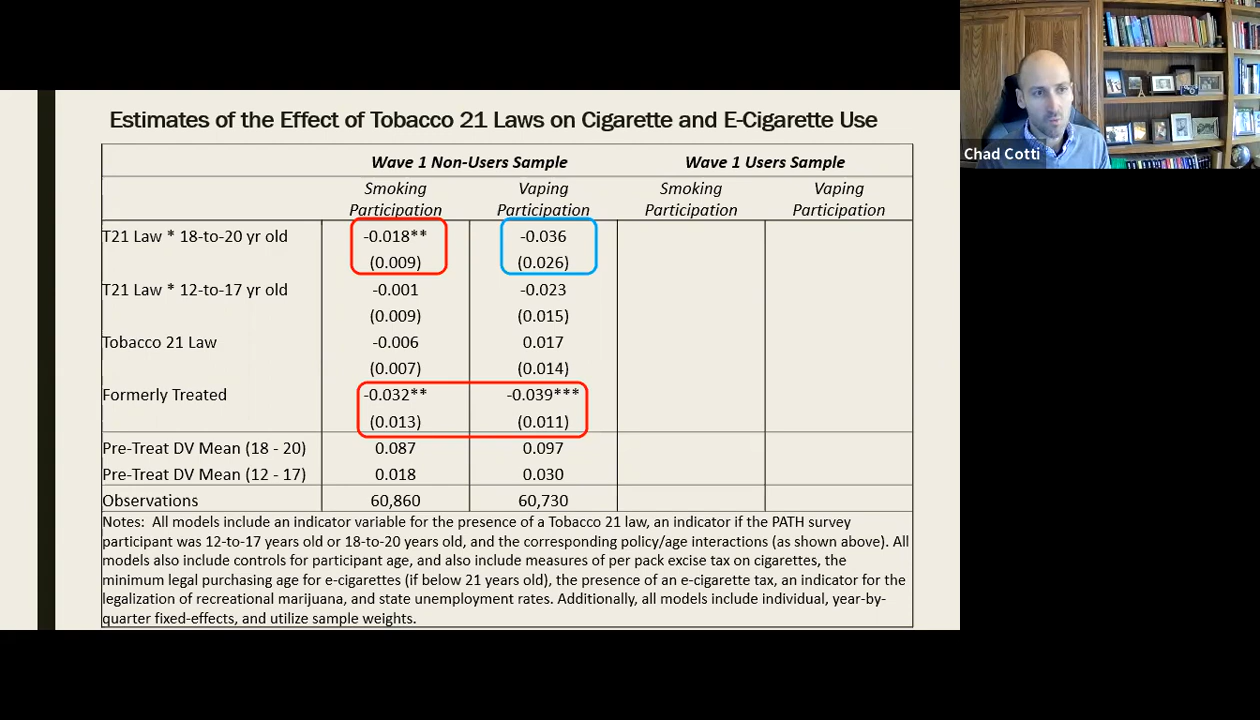 Estimates of the Effect of Tobacco 21 Laws on Cigarette and E-Cigarette Use
Wave 1 Non-Users Sample Wave 1 Users Sample
Smoking Participation Vaping Participation Smoking Participation Vaping Participation
T21 Law * 18-to-20 yr old -0.018** -0.036
(0.009) (0.026)
T21 Law * 12-to-17 yr old -0.001 -0.023
(0.009) (0.015)
Tobacco 21 Law -0.006 0.017
(0.007) (0.014)
Formerly Treated -0.032** -0.039***
(0.013) (0.011)
Pre-Treat DV Mean (18 - 20) 0.087 0.097
Pre-Treat DV Mean (12 - 17) 0.018 0.030
Observations 60,860 60,730
Notes: All models include an indicator variable for the presence of a Tobacco 21 law, an indicator if the PATH survey
participant was 12-to-17 years old or 18-to-20 years old, and the corresponding policy/age interactions (as shown above). All
models also include controls for participant age, and also include measures of per pack excise tax on cigarettes, the
minimum legal purchasing age for e-cigarettes (if below 21 years old), the presence of an e-cigarette tax, an indicator for the
legalization of recreational marijuana, and state unemployment rates. Additionally, all models include individual, year-by-
quarter fixed-effects, and utilize sample weights.
Chad Cotti